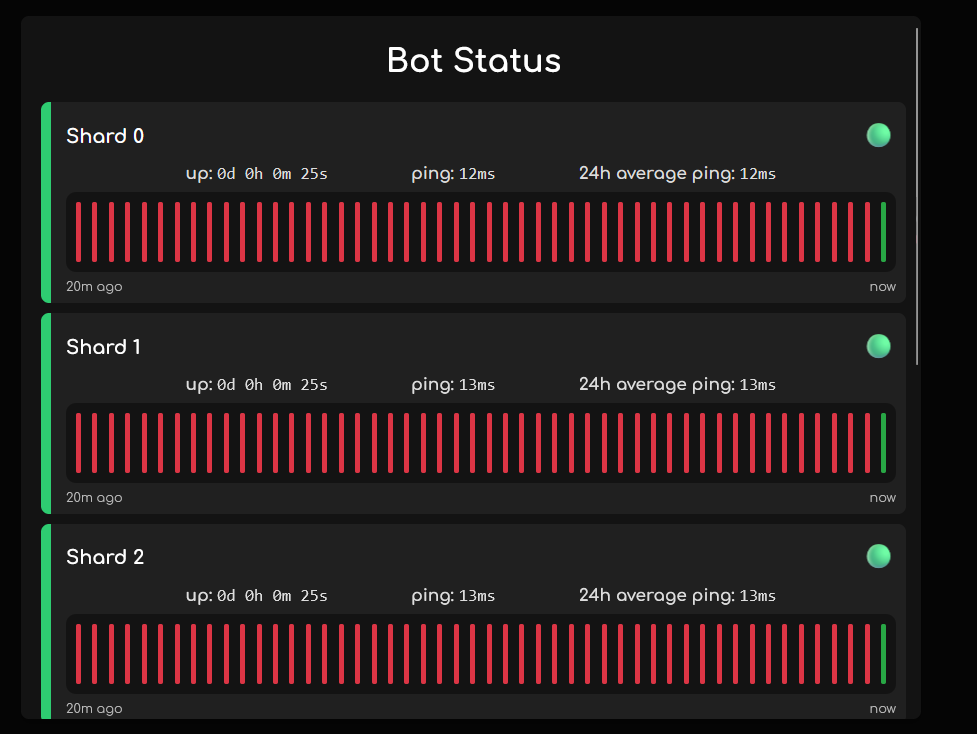 Bot Status
Shard 0
up: 0d 0h 0m 25s ping: 12ms 24h average ping: 12ms
20m ago now
Shard 1
up: 0d 0h 0m 25s ping: 13ms 24h average ping: 13ms
20m ago now
Shard 2
up: 0d 0h 0m 25s ping: 13ms 24h average ping: 13ms
20m ago now